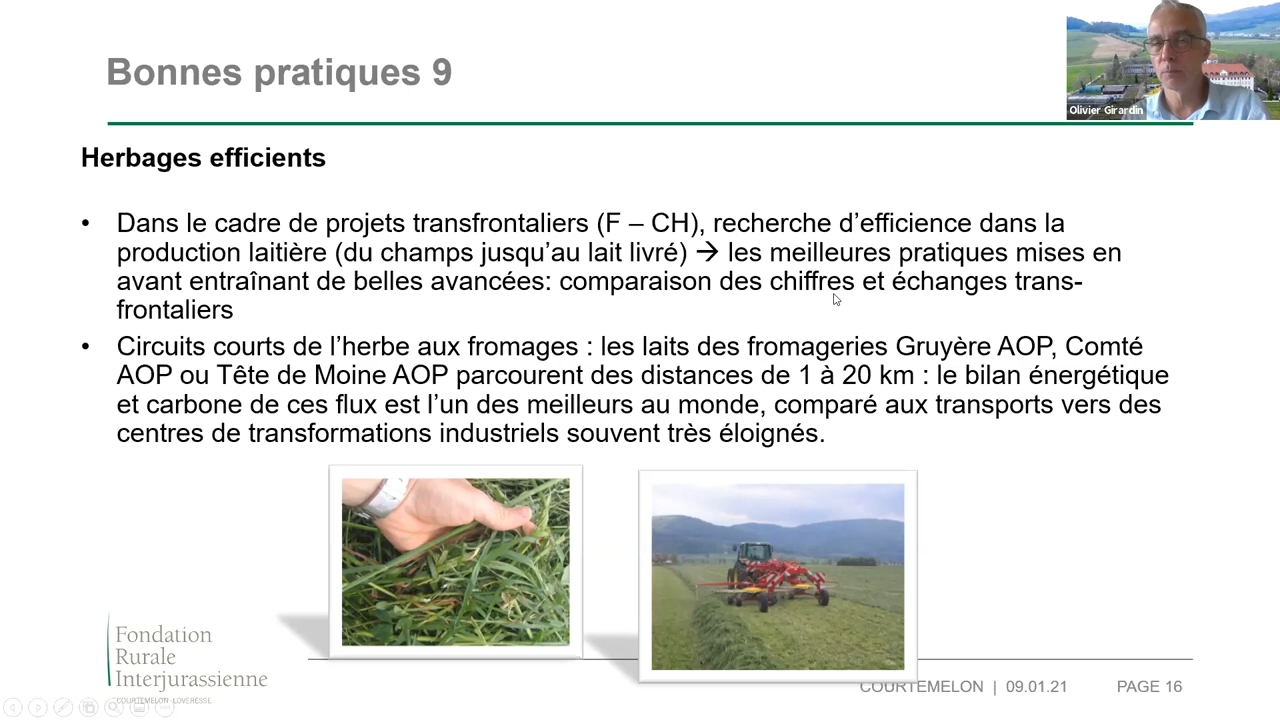 Bonnes pratiques 9
Olivier Girardin
Herbages efficients
• Dans le cadre de projets transfrontaliers (F – CH), recherche d’efficience dans la
production laitière (du champs jusqu’au lait livré) → les meilleures pratiques mises en
avant entraînant de belles avancées: comparaison des chiffres et échanges trans-
frontaliers
• Circuits courts de l’herbe aux fromages : les laits des fromageries Gruyère AOP, Comté
AOP ou Tête de Moine AOP parcourent des distances de 1 à 20 km : le bilan énergétique
et carbone de ces flux est l’un des meilleurs au monde, comparé aux transports vers des
centres de transformations industriels souvent très éloignés.
Fondation
Rurale
Interjurassienne
COURTEMELON LOVERESSE
COURTEMELON | 09.01.21 PAGE 16